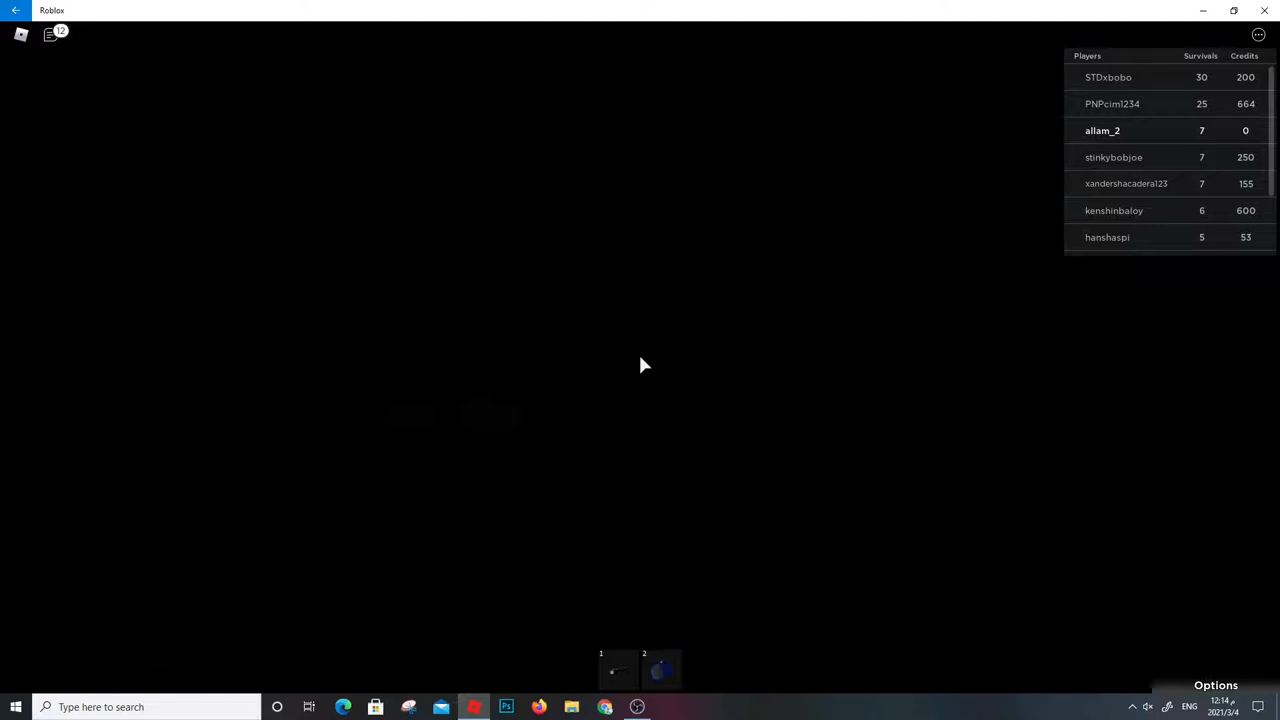 Roblox
12
Players Survivals Credits
STDxbobo 30 200
PNPcim1234 25 664
allam_2 7 0
stinkybobjoe 7 250
xandershacadera123 7 155
kenshinbaloy 6 600
hanshaspi 5 53
1 2
Options
Type here to search
Ps
ENG
12:14 م
2021/3/4